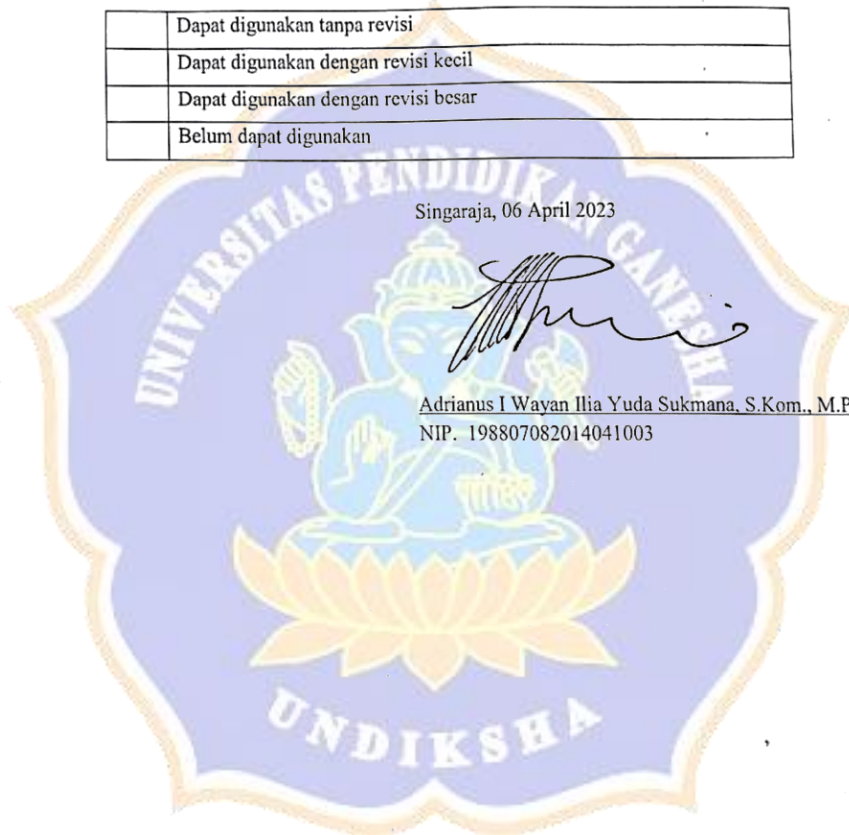 Dapat digunakan tanpa revisi
Dapat digunakan dengan revisi kecil
Dapat digunakan dengan revisi besar
Belum dapat digunakan
UNIVERSITAS PENDIDIKAN GANESHA
Singaraja, 06 April 2023
Adrianus I Wayan Ilia Yuda Sukmana, S.Kom., M.P
NIP. 198807082014041003
UNDIKSHA